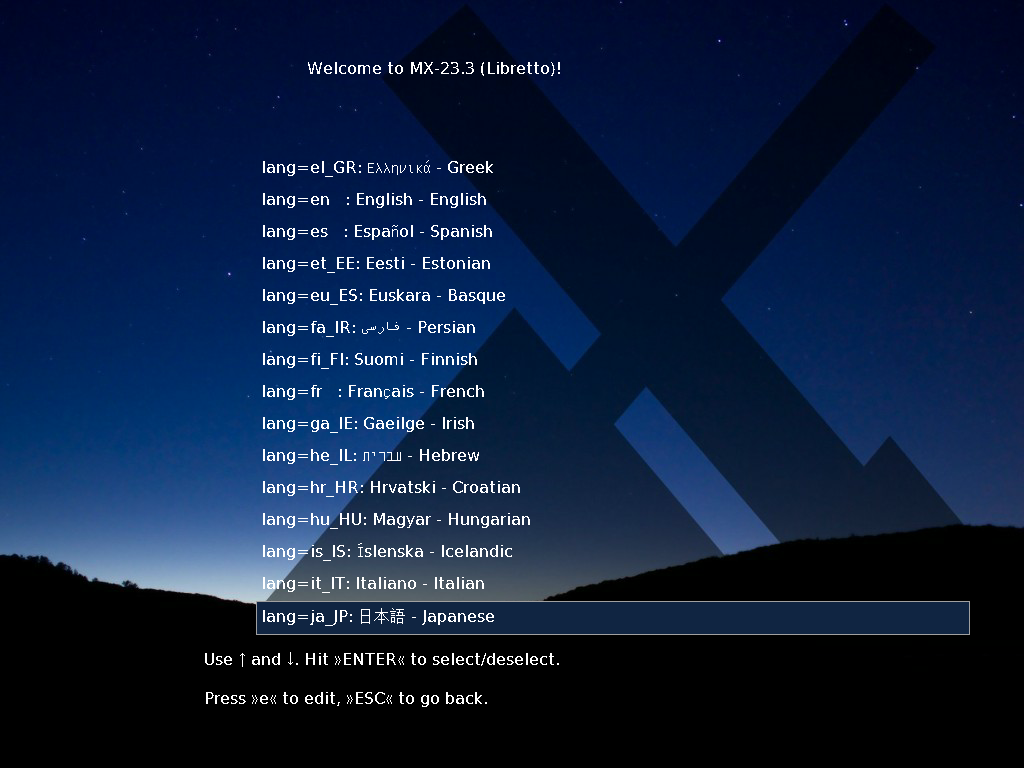 Welcome to MX-23.3 (Libretto)!
lang=el_GR: Ελληνικά - Greek
lang=en   : English - English
lang=es   : Español - Spanish
lang=et_EE: Eesti - Estonian
lang=eu_ES: Euskara - Basque
lang=fa_IR: فارسی - Persian
lang=fi_FI: Suomi - Finnish
lang=fr   : Français - French
lang=ga_IE: Gaeilge - Irish
lang=he_IL: עברית - Hebrew
lang=hr_HR: Hrvatski - Croatian
lang=hu_HU: Magyar - Hungarian
lang=is_IS: Íslenska - Icelandic
lang=it_IT: Italiano - Italian
lang=ja_JP: 日本語 - Japanese
Use ↑ and ↓. Hit »ENTER« to select/deselect.
Press »e« to edit, »ESC« to go back.